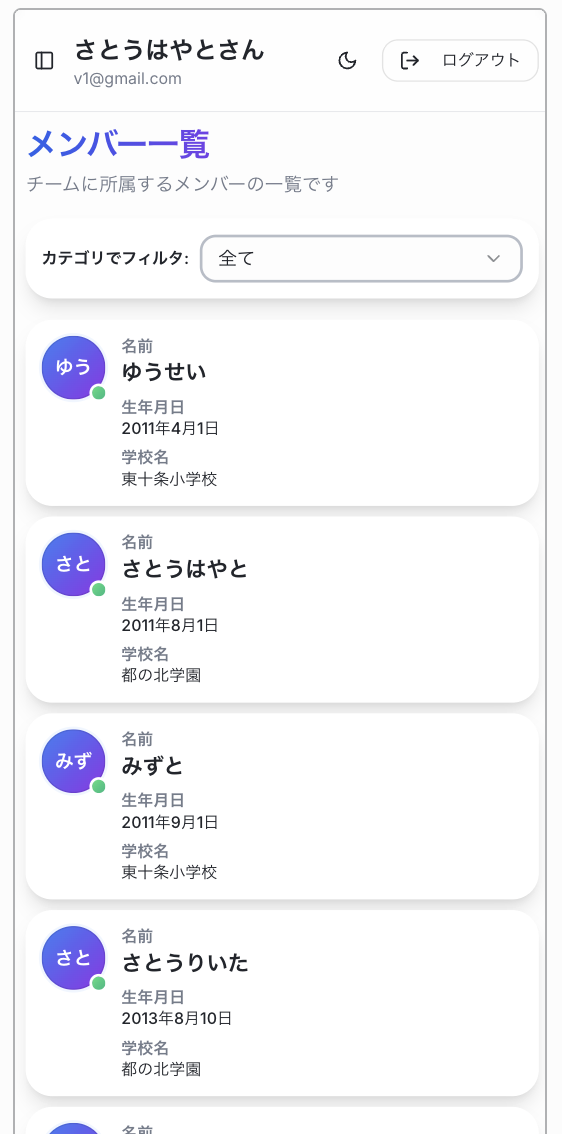 さとうはやとさん
v1@gmail.com
ログアウト
メンバー一覧
チームに所属するメンバーの一覧です
カテゴリでフィルタ:
全て
ゆう
名前
ゆうせい
生年月日
2011年4月1日
学校名
東十条小学校
さと
名前
さとうはやと
生年月日
2011年8月1日
学校名
都の北学園
みず
名前
みずと
生年月日
2011年9月1日
学校名
東十条小学校
さと
名前
さとうりいた
生年月日
2013年8月10日
学校名
都の北学園
名前